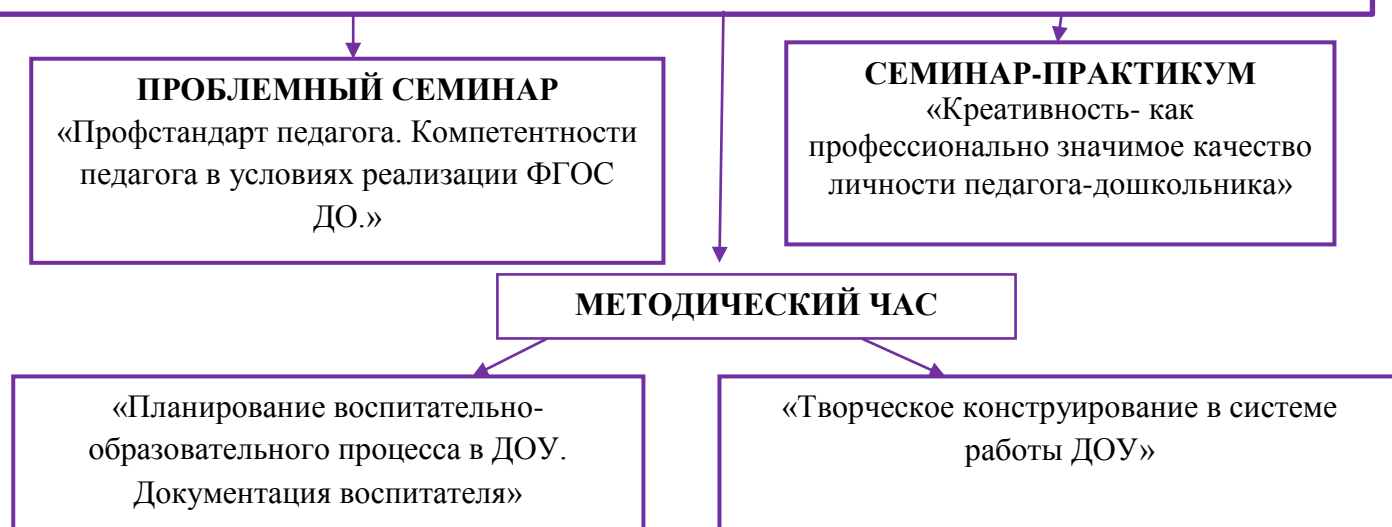 ПРОБЛЕМНЫЙ СЕМИНАР
«Профстандарт педагога. Компетентности
педагога в условиях реализации ФГОС
ДО.»
СЕМИНАР-ПРАКТИКУМ
«Креативность- как
профессионально значимое качество
личности педагога-дошкольника»
МЕТОДИЧЕСКИЙ ЧАС
«Планирование воспитательно-
образовательного процесса в ДОУ.
Документация воспитателя»
«Творческое конструирование в системе
работы ДОУ»